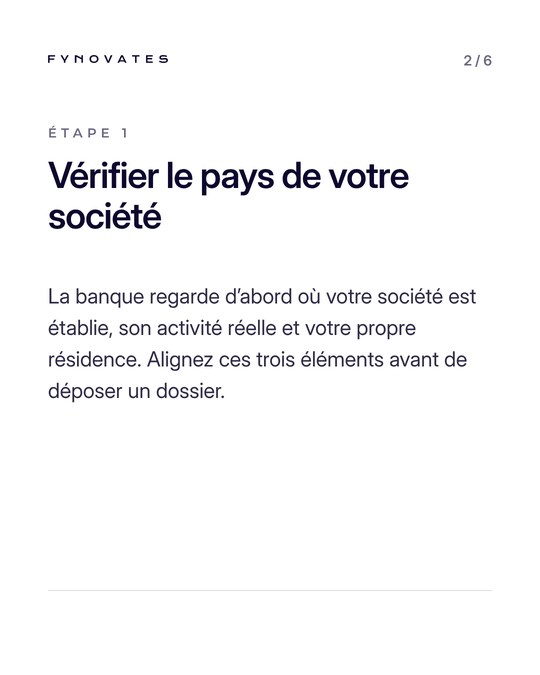 FYNOVATES
2/6
ÉTAPE 1
Vérifier le pays de votre
société
La banque regarde d’abord où votre société est
établie, son activité réelle et votre propre
résidence. Alignez ces trois éléments avant de
déposer un dossier.